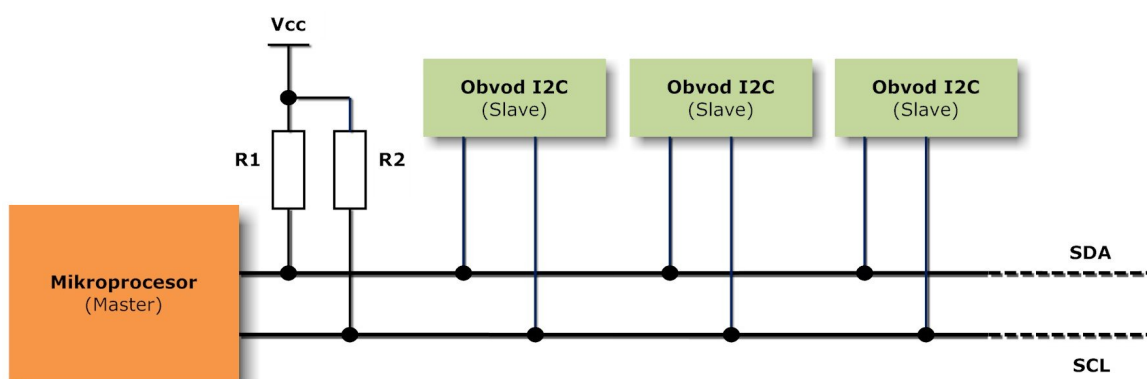 Vcc
Obvod I2C
(Slave)
Obvod I2C
(Slave)
Obvod I2C
(Slave)
R1
R2
Mikroprocesor
(Master)
SDA
SCL